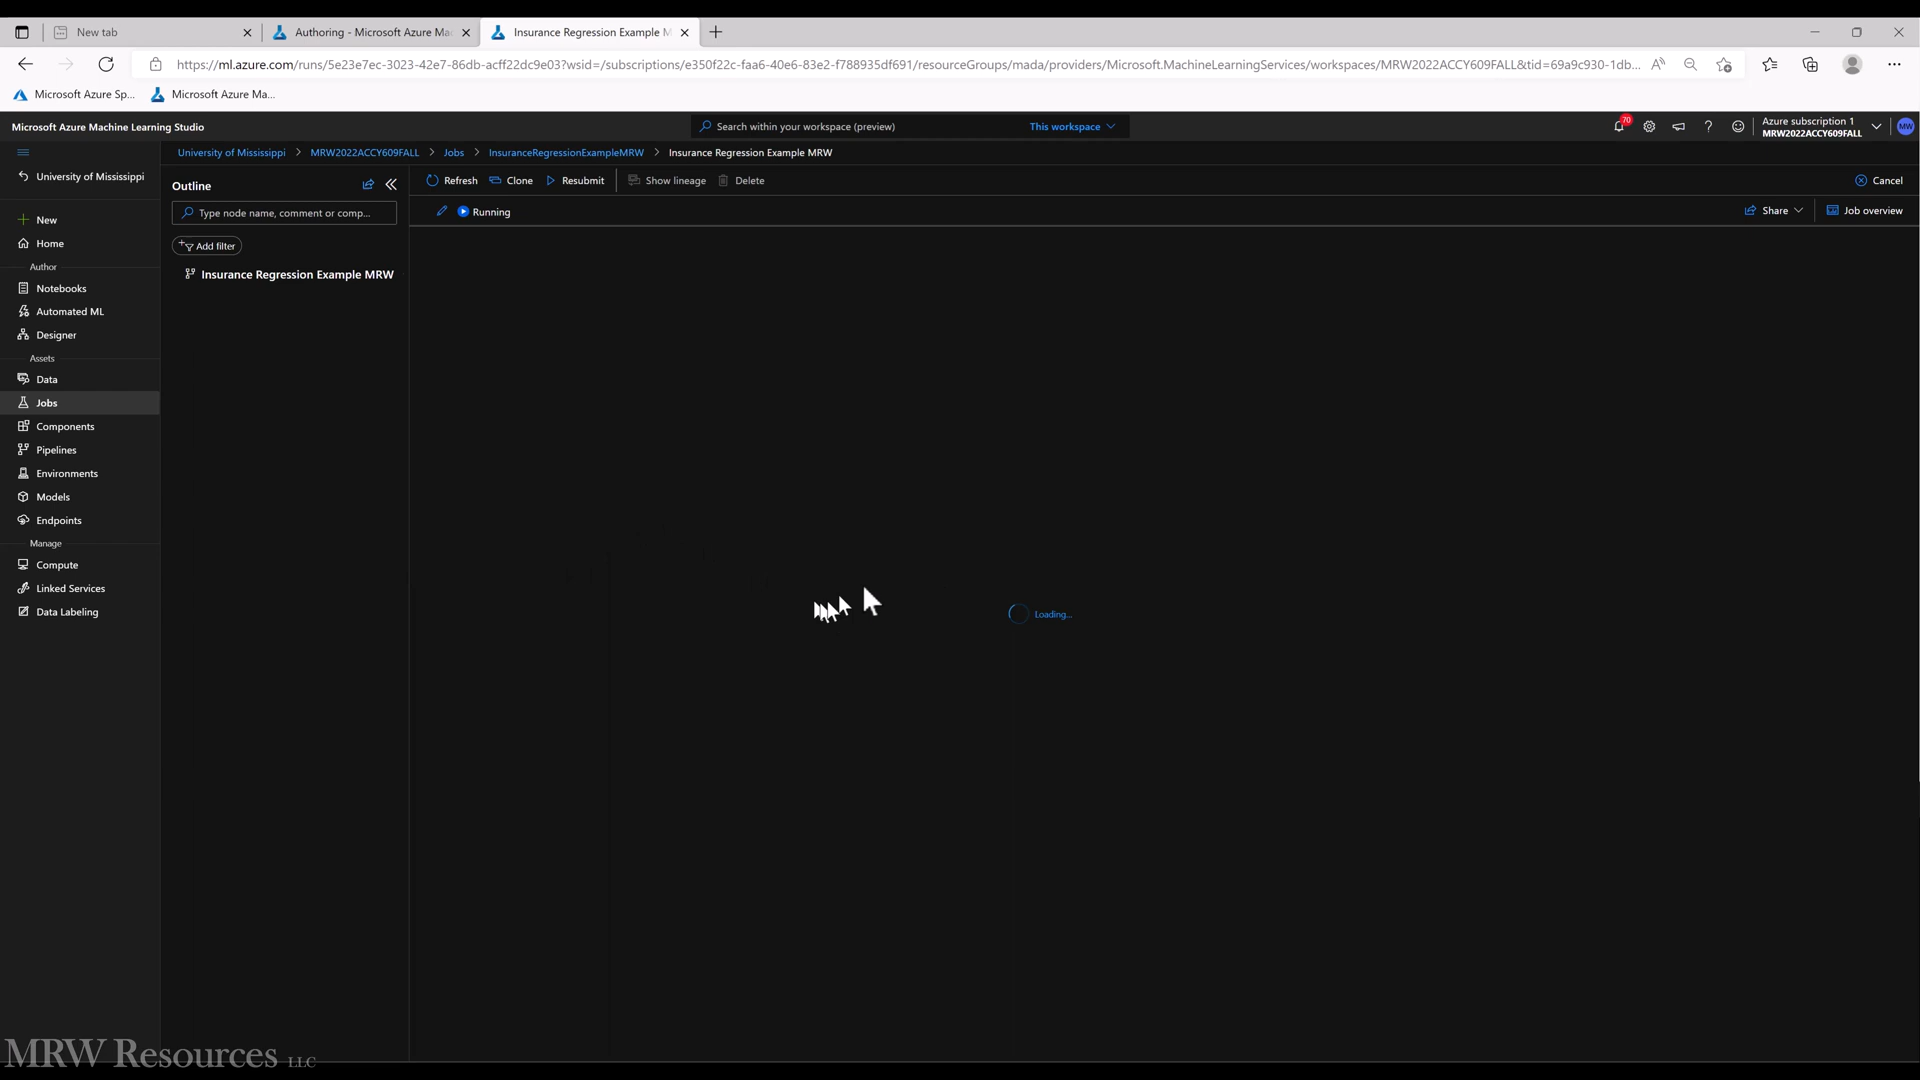 New tab
Authoring - Microsoft Azure Ma
Insurance Regression Example M
https://ml.azure.com/runs/5e23e7ec-3023-42e7-86db-acff22dc9e03?wsid=/subscriptions/e350f22c-faa6-40e6-83e2-f788935df691/resourceGroups/mada/providers/Microsoft.MachineLearningServices/workspaces/MRW2022ACCY609FALL&tid=69a9c930-1db...
Microsoft Azure Sp...
Microsoft Azure Ma...
Microsoft Azure Machine Learning Studio
Search within your workspace (preview)
This workspace
70
Azure subscription 1
MRW2022ACCY609FALL
MW
University of Mississippi > MRW2022ACCY609FALL > Jobs > InsuranceRegressionExampleMRW > Insurance Regression Example MRW
University of Mississippi
New
Home
Author
Notebooks
Automated ML
Designer
Assets
Data
Jobs
Components
Pipelines
Environments
Models
Endpoints
Manage
Compute
Linked Services
Data Labeling
Outline
Type node name, comment or comp...
Add filter
Insurance Regression Example MRW
Refresh
Clone
Resubmit
Show lineage
Delete
Cancel
Running
Share
Job overview
Loading...
MRW Resources LLC